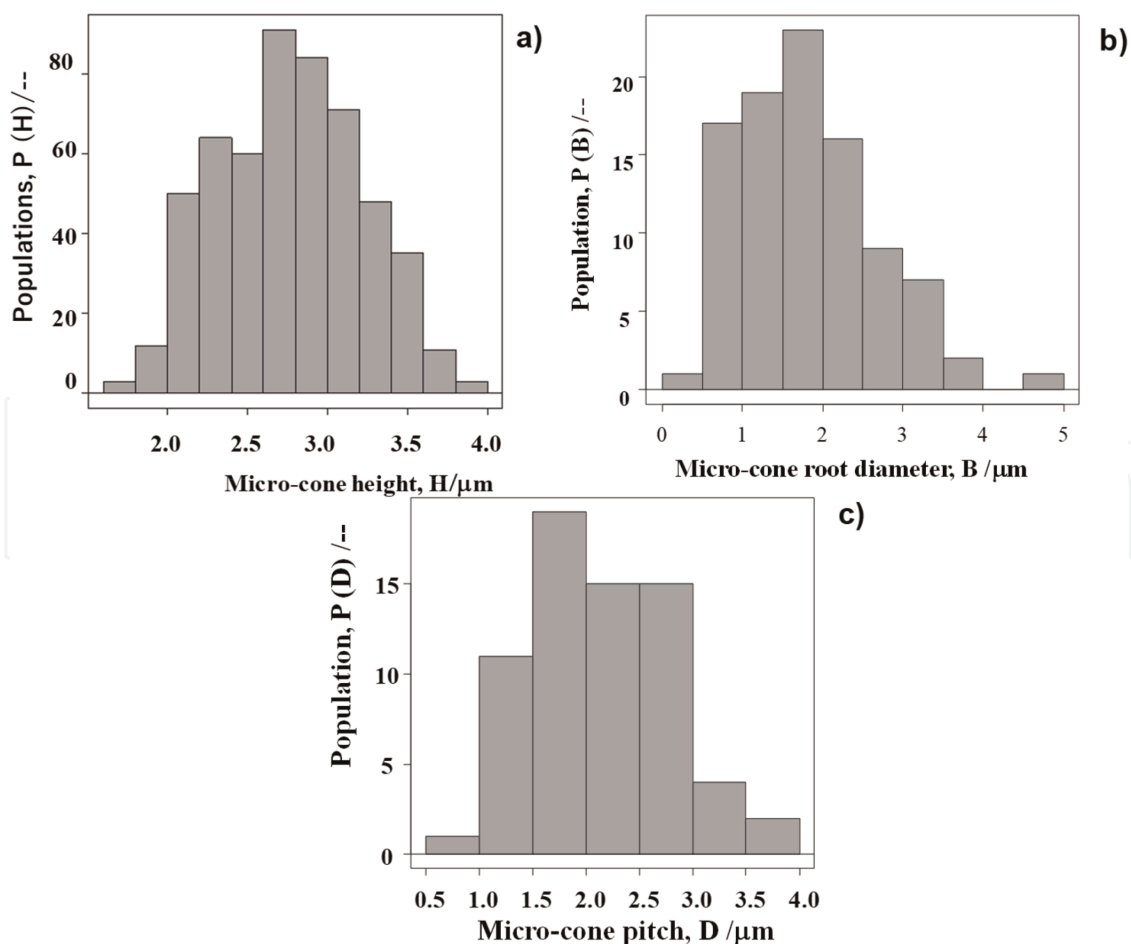 a)
Populations, P (H)/--
80
60
40
20
0
2.0 2.5 3.0 3.5 4.0
Micro-cone height, H/μm
b)
Population, P (B) /--
20
15
10
5
0
0 1 2 3 4 5
Micro-cone root diameter, B /μm
c)
Population, P (D) /--
15
10
5
0
0.5 1.0 1.5 2.0 2.5 3.0 3.5 4.0
Micro-cone pitch, D /μm